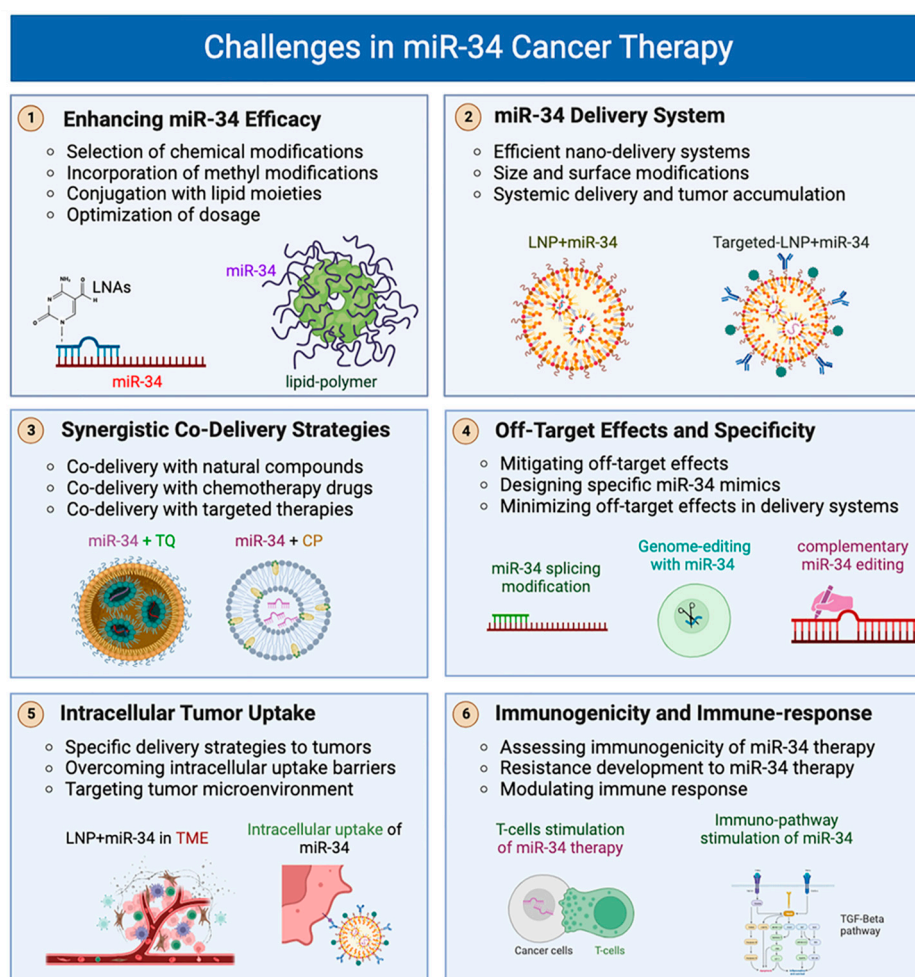 Challenges in miR-34 Cancer Therapy
1 Enhancing miR-34 Efficacy
Selection of chemical modifications
Incorporation of methyl modifications
Conjugation with lipid moieties
Optimization of dosage
miR-34
NH₂
O
H
LNAs
N
O
N
miR-34
lipid-polymer
2 miR-34 Delivery System
Efficient nano-delivery systems
Size and surface modifications
Systemic delivery and tumor accumulation
LNP+miR-34
Targeted-LNP+miR-34
3 Synergistic Co-Delivery Strategies
Co-delivery with natural compounds
Co-delivery with chemotherapy drugs
Co-delivery with targeted therapies
miR-34 + TQ
miR-34 + CP
4 Off-Target Effects and Specificity
Mitigating off-target effects
Designing specific miR-34 mimics
Minimizing off-target effects in delivery systems
miR-34 splicing
modification
Genome-editing
with miR-34
complementary
miR-34 editing
5 Intracellular Tumor Uptake
Specific delivery strategies to tumors
Overcoming intracellular uptake barriers
Targeting tumor microenvironment
LNP+miR-34 in TME
Intracellular uptake of
miR-34
6 Immunogenicity and Immune-response
Assessing immunogenicity of miR-34 therapy
Resistance development to miR-34 therapy
Modulating immune response
T-cells stimulation
of miR-34 therapy
Cancer cells
T-cells
Immuno-pathway
stimulation of miR-34
TGF-Beta
pathway